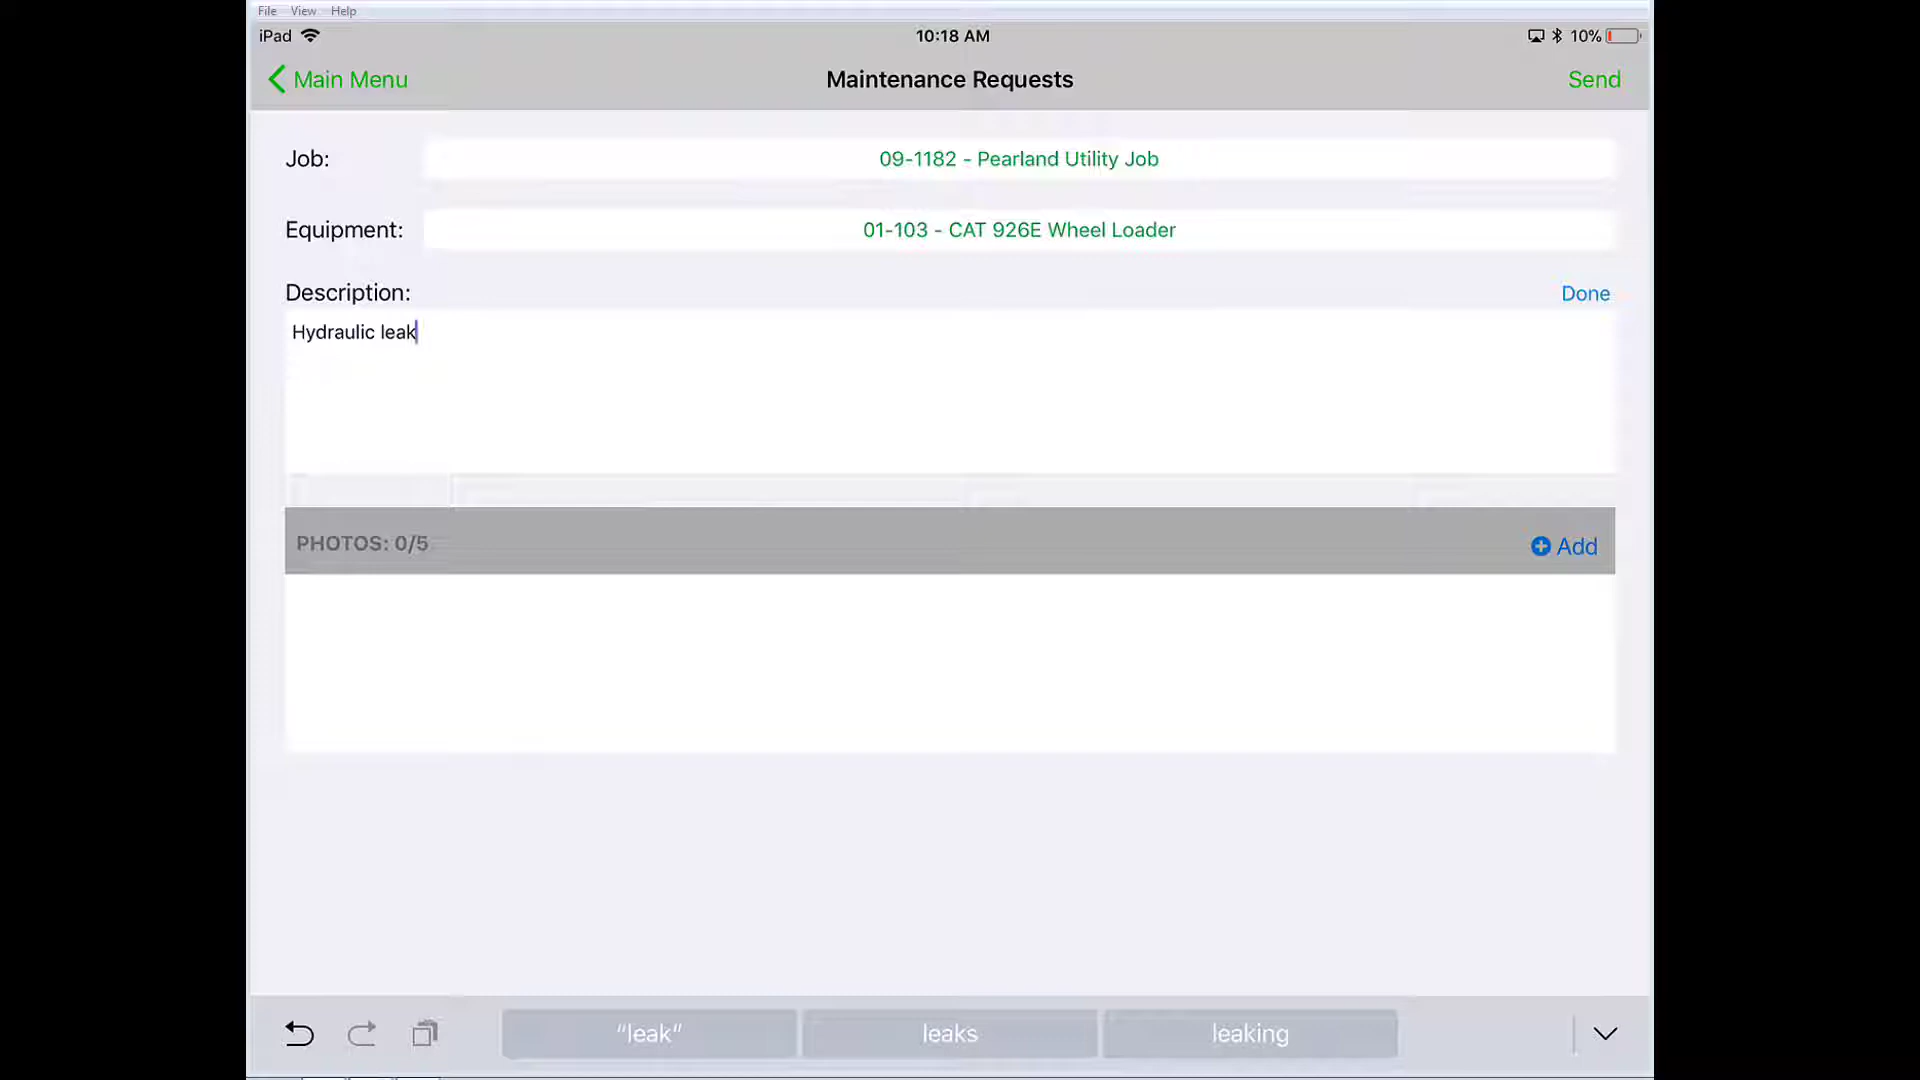 File View Help
iPad 10:18 AM 10%
Main Menu Maintenance Requests Send
Job: 09-1182 - Pearland Utility Job
Equipment: 01-103 - CAT 926E Wheel Loader
Description: Done
Hydraulic leak
PHOTOS: 0/5 Add
“leak” leaks leaking